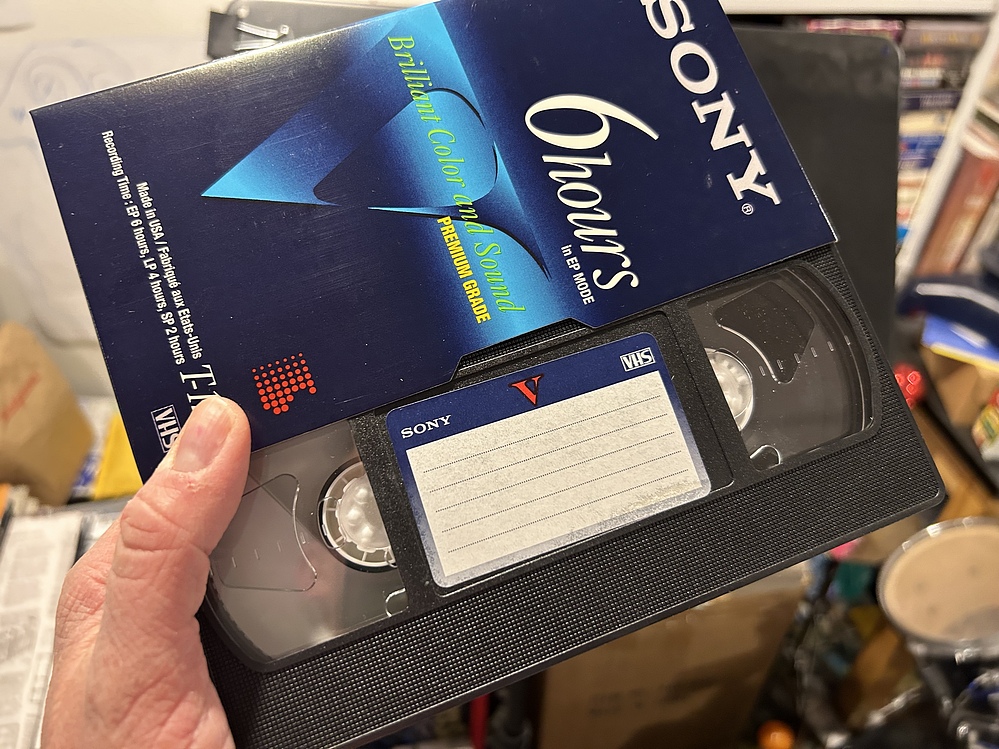 SONY®
6hours
in EP MODE
Brilliant Color and Sound
PREMIUM GRADE
Made in USA / Fabriqué aux Etats-Unis
Recording Time : EP 6 hours, LP 4 hours, SP 2 hours
VHS
SONY
V
VHS